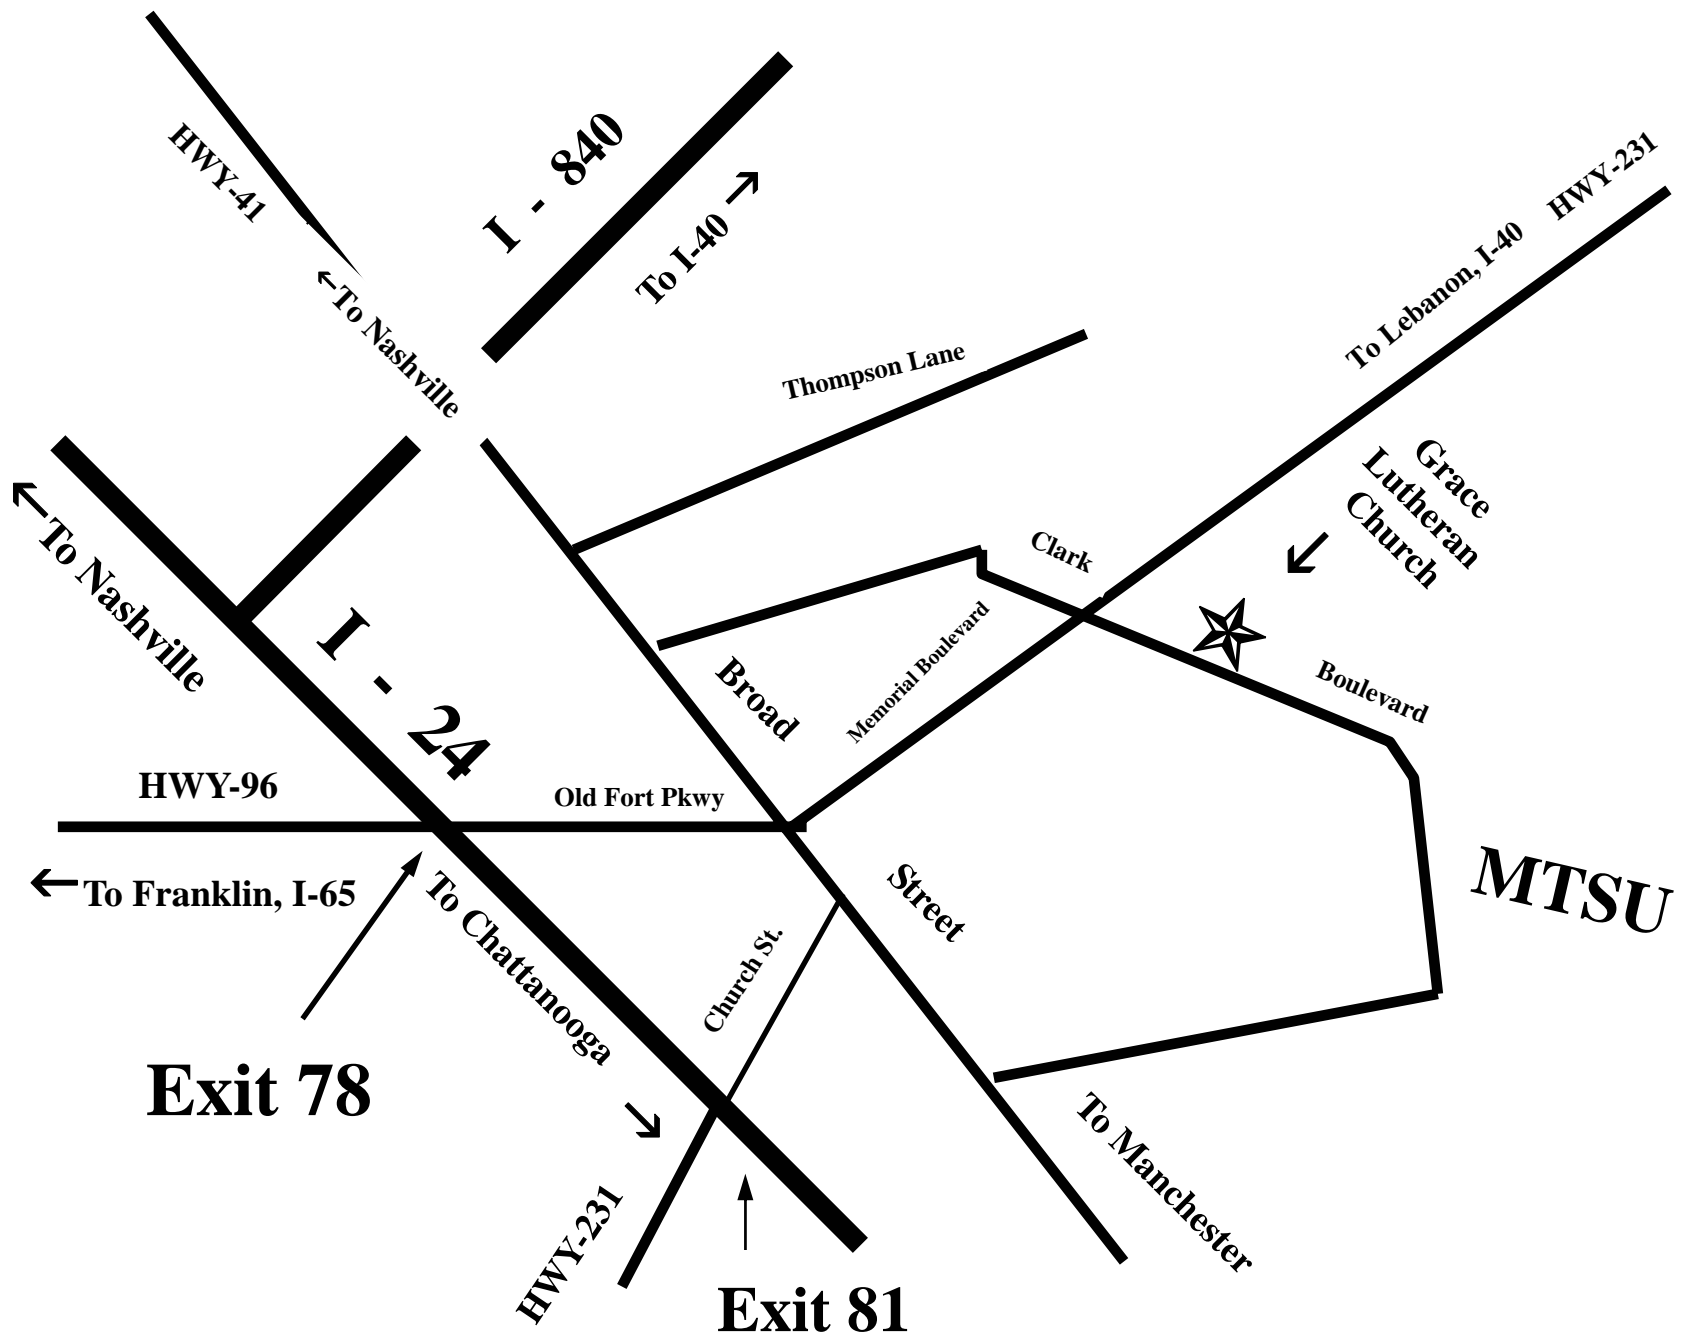 HWY-41
I - 840
To I-40
←To Nashville
HWY-231
To Lebanon, I-40
Thompson Lane
Grace
Lutheran
Church
Clark
Boulevard
Memorial Boulevard
Broad
Street
←To Nashville
I - 24
HWY-96
Old Fort Pkwy
←To Franklin, I-65
To Chattanooga
Church St.
MTSU
Exit 78
To Manchester
HWY-231
Exit 81